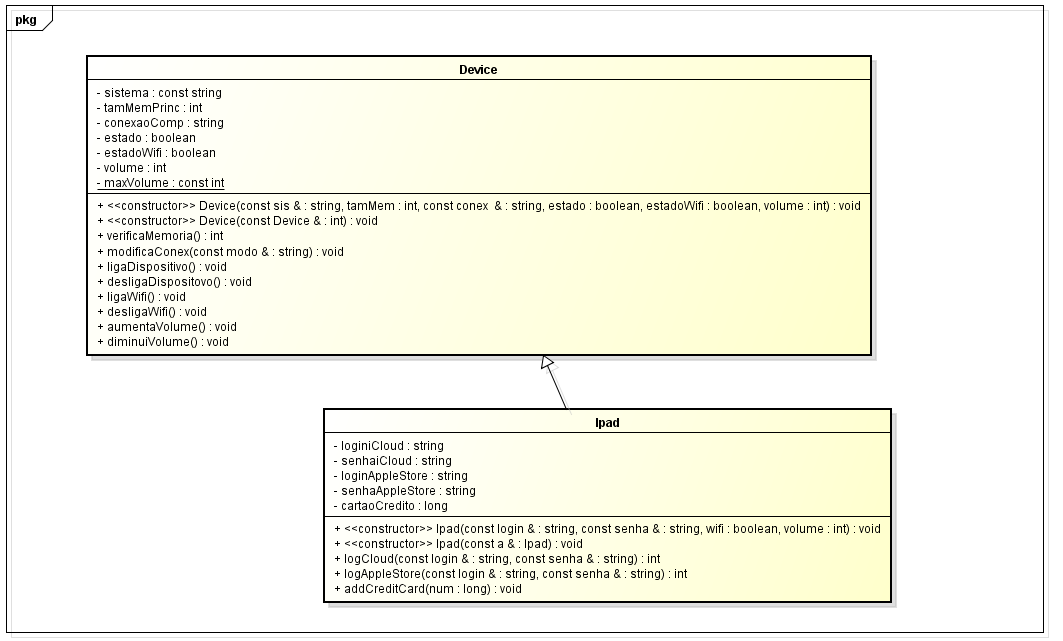 pkg
Device
- sistema : const string
- tamMemPrinc : int
- conexaoComp : string
- estado : boolean
- estadoWifi : boolean
- volume : int
- maxVolume : const int
+ <<constructor>> Device(const sis & : string, tamMem : int, const conex & : string, estado : boolean, estadoWifi : boolean, volume : int) : void
+ <<constructor>> Device(const Device & : int) : void
+ verificaMemoria() : int
+ modificaConex(const modo & : string) : void
+ ligaDispositivo() : void
+ desligaDispositovo() : void
+ ligaWifi() : void
+ desligaWifi() : void
+ aumentaVolume() : void
+ diminuiVolume() : void
Ipad
- loginiCloud : string
- senhaiCloud : string
- loginAppleStore : string
- senhaAppleStore : string
- cartaoCredito : long
+ <<constructor>> Ipad(const login & : string, const senha & : string, wifi : boolean, volume : int) : void
+ <<constructor>> Ipad(const a & : Ipad) : void
+ logCloud(const login & : string, const senha & : string) : int
+ logAppleStore(const login & : string, const senha & : string) : int
+ addCreditCard(num : long) : void